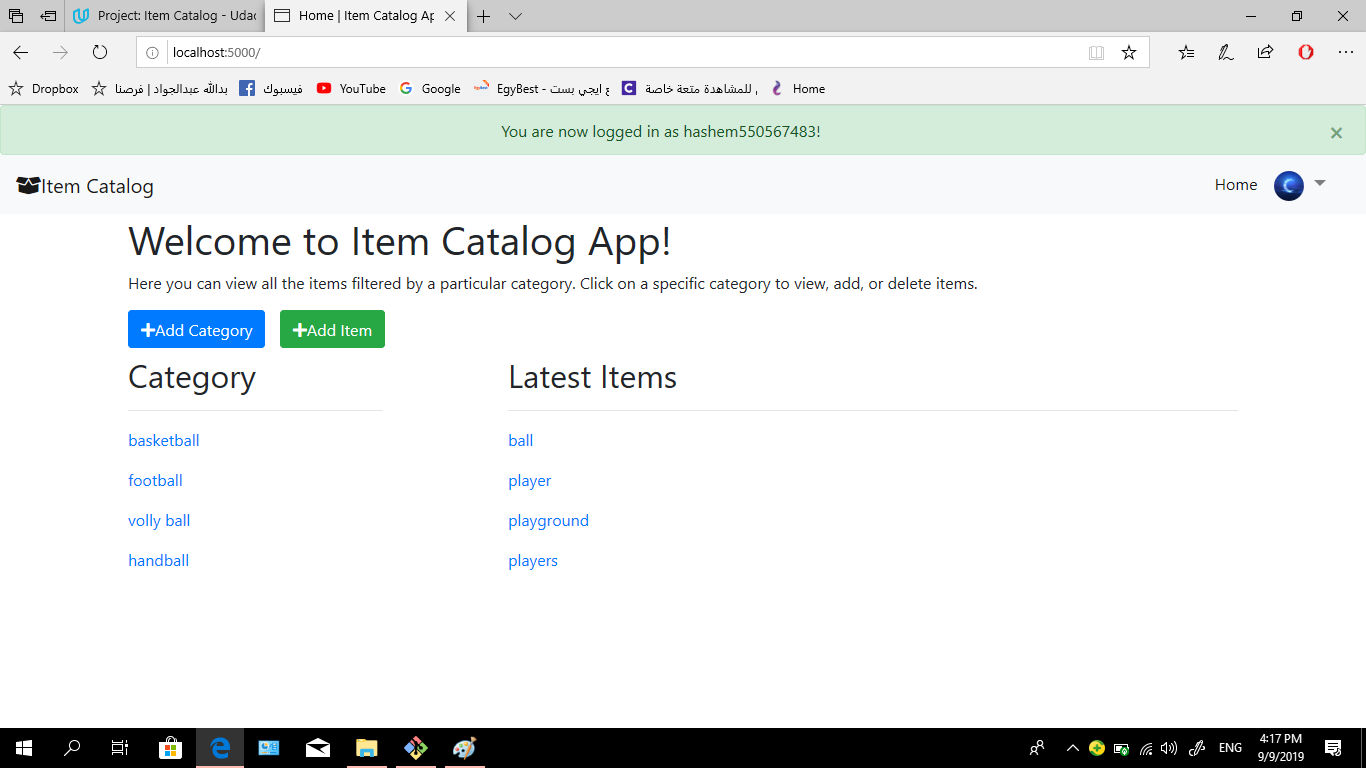 Project: Item Catalog - Udac
Home | Item Catalog Ap
localhost:5000/
Dropbox
بدالله عبدالجواد | فرصنا
فيسبوك
YouTube
Google
EgyBest - ع ايجي بست
للمشاهدة متعة خاصة
Home
You are now logged in as hashem550567483!
Item Catalog
Home
Welcome to Item Catalog App!
Here you can view all the items filtered by a particular category. Click on a specific category to view, add, or delete items.
Add Category
Add Item
Category
Latest Items
basketball
ball
football
player
volly ball
playground
handball
players
ENG
4:17 PM
9/9/2019